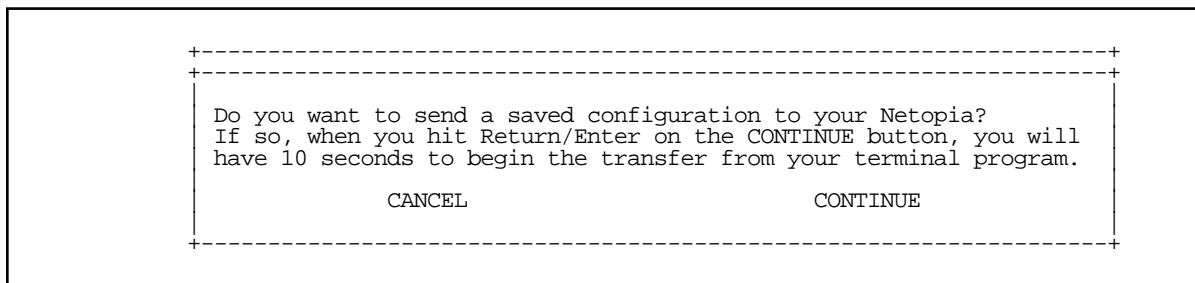 +--------------------------------------------------------------------+
+--------------------------------------------------------------------+
Do you want to send a saved configuration to your Netopia?
If so, when you hit Return/Enter on the CONTINUE button, you will
have 10 seconds to begin the transfer from your terminal program.
CANCEL CONTINUE
+--------------------------------------------------------------------+